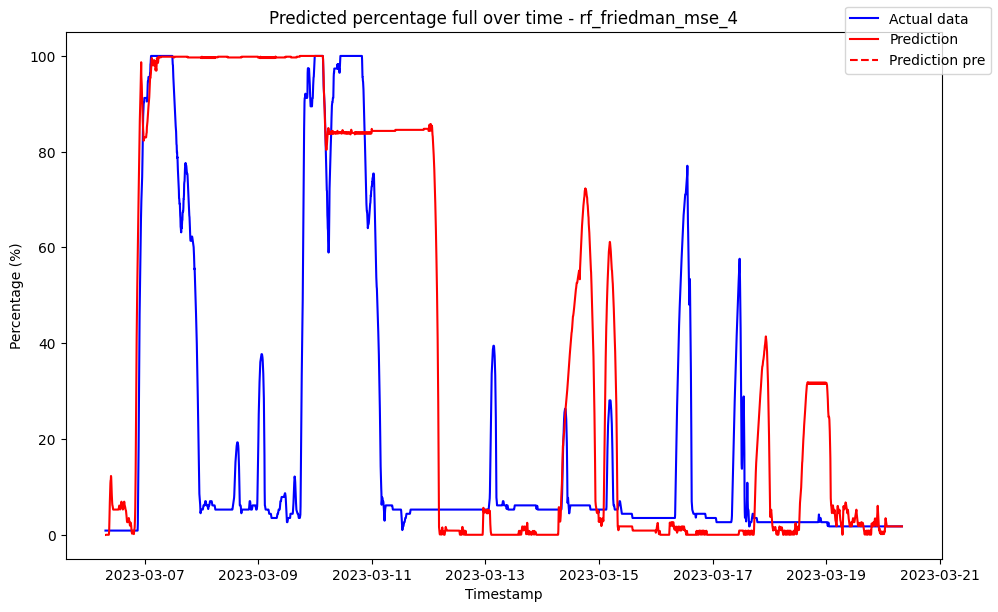 Predicted percentage full over time - rf_friedman_mse_4
Actual data
Prediction
Prediction pre
Percentage (%)
100
80
60
40
20
0
2023-03-07
2023-03-09
2023-03-11
2023-03-13
2023-03-15
2023-03-17
2023-03-19
2023-03-21
Timestamp